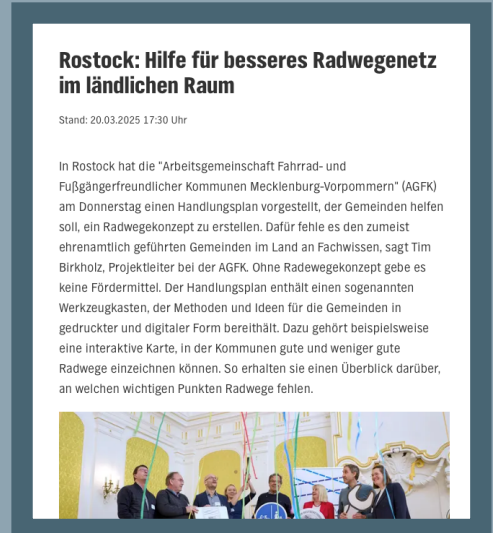 Rostock: Hilfe für besseres Radwegenetz
im ländlichen Raum
Stand: 20.03.2025 17:30 Uhr
In Rostock hat die "Arbeitsgemeinschaft Fahrrad- und
Fußgängerfreundlicher Kommunen Mecklenburg-Vorpommern" (AGFK)
am Donnerstag einen Handlungsplan vorgestellt, der Gemeinden helfen
soll, ein Radwegekonzept zu erstellen. Dafür fehle es den zumeist
ehrenamtlich geführten Gemeinden im Land an Fachwissen, sagt Tim
Birkholz, Projektleiter bei der AGFK. Ohne Radewegekonzept gebe es
keine Fördermittel. Der Handlungsplan enthält einen sogenannten
Werkzeugkasten, der Methoden und Ideen für die Gemeinden in
gedruckter und digitaler Form bereithält. Dazu gehört beispielsweise
eine interaktive Karte, in der Kommunen gute und weniger gute
Radwege einzeichnen können. So erhalten sie einen Überblick darüber,
an welchen wichtigen Punkten Radwege fehlen.